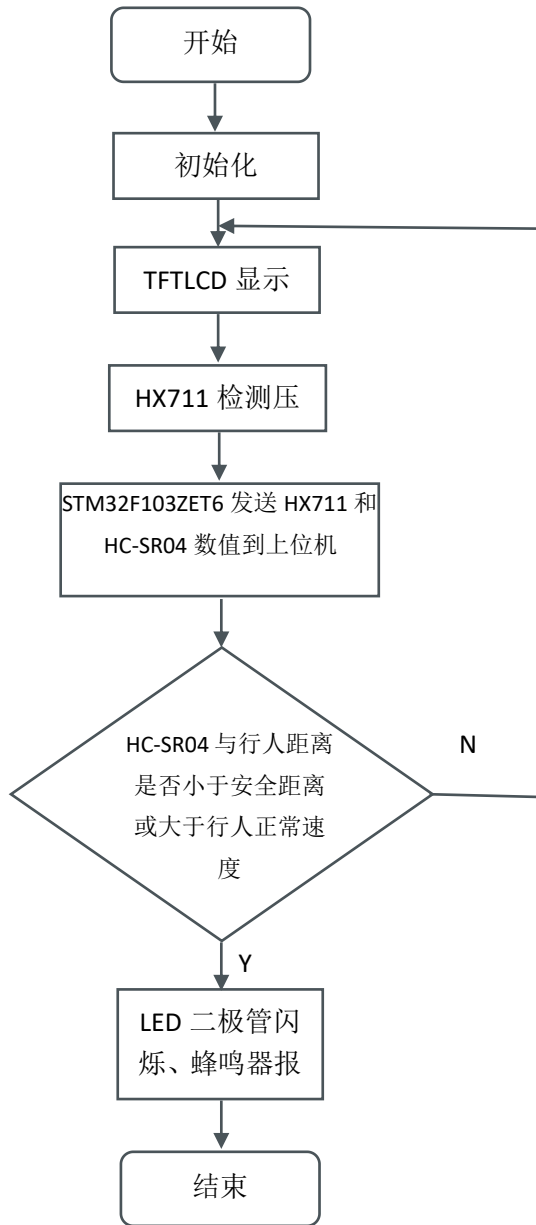 开始
初始化
TFTLCD 显示
HX711 检测压
STM32F103ZET6 发送 HX711 和
HC-SR04 数值到上位机
HC-SR04 与行人距离
是否小于安全距离
或大于行人正常速
度
N
Y
LED 二极管闪
烁、蜂鸣器报
结束